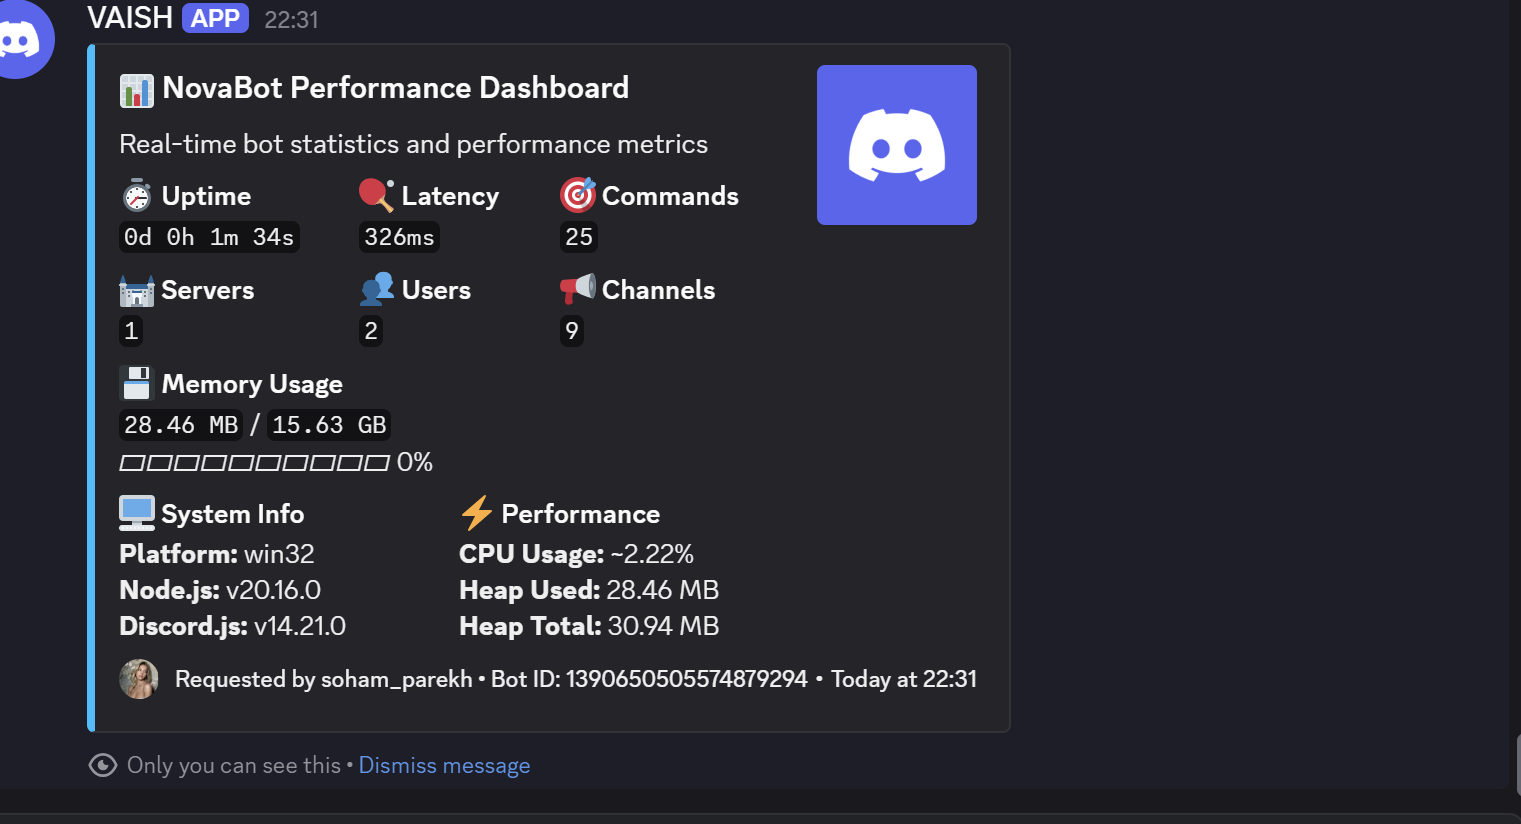 VAISH APP 22:31
NovaBot Performance Dashboard
Real-time bot statistics and performance metrics
Uptime Latency Commands
0d 0h 1m 34s 326ms 25
Servers Users Channels
1 2 9
Memory Usage
28.46 MB / 15.63 GB
0%
System Info Performance
Platform: win32 CPU Usage: ~2.22%
Node.js: v20.16.0 Heap Used: 28.46 MB
Discord.js: v14.21.0 Heap Total: 30.94 MB
Requested by soham_parekh • Bot ID: 1390650505574879294 • Today at 22:31
Only you can see this • Dismiss message